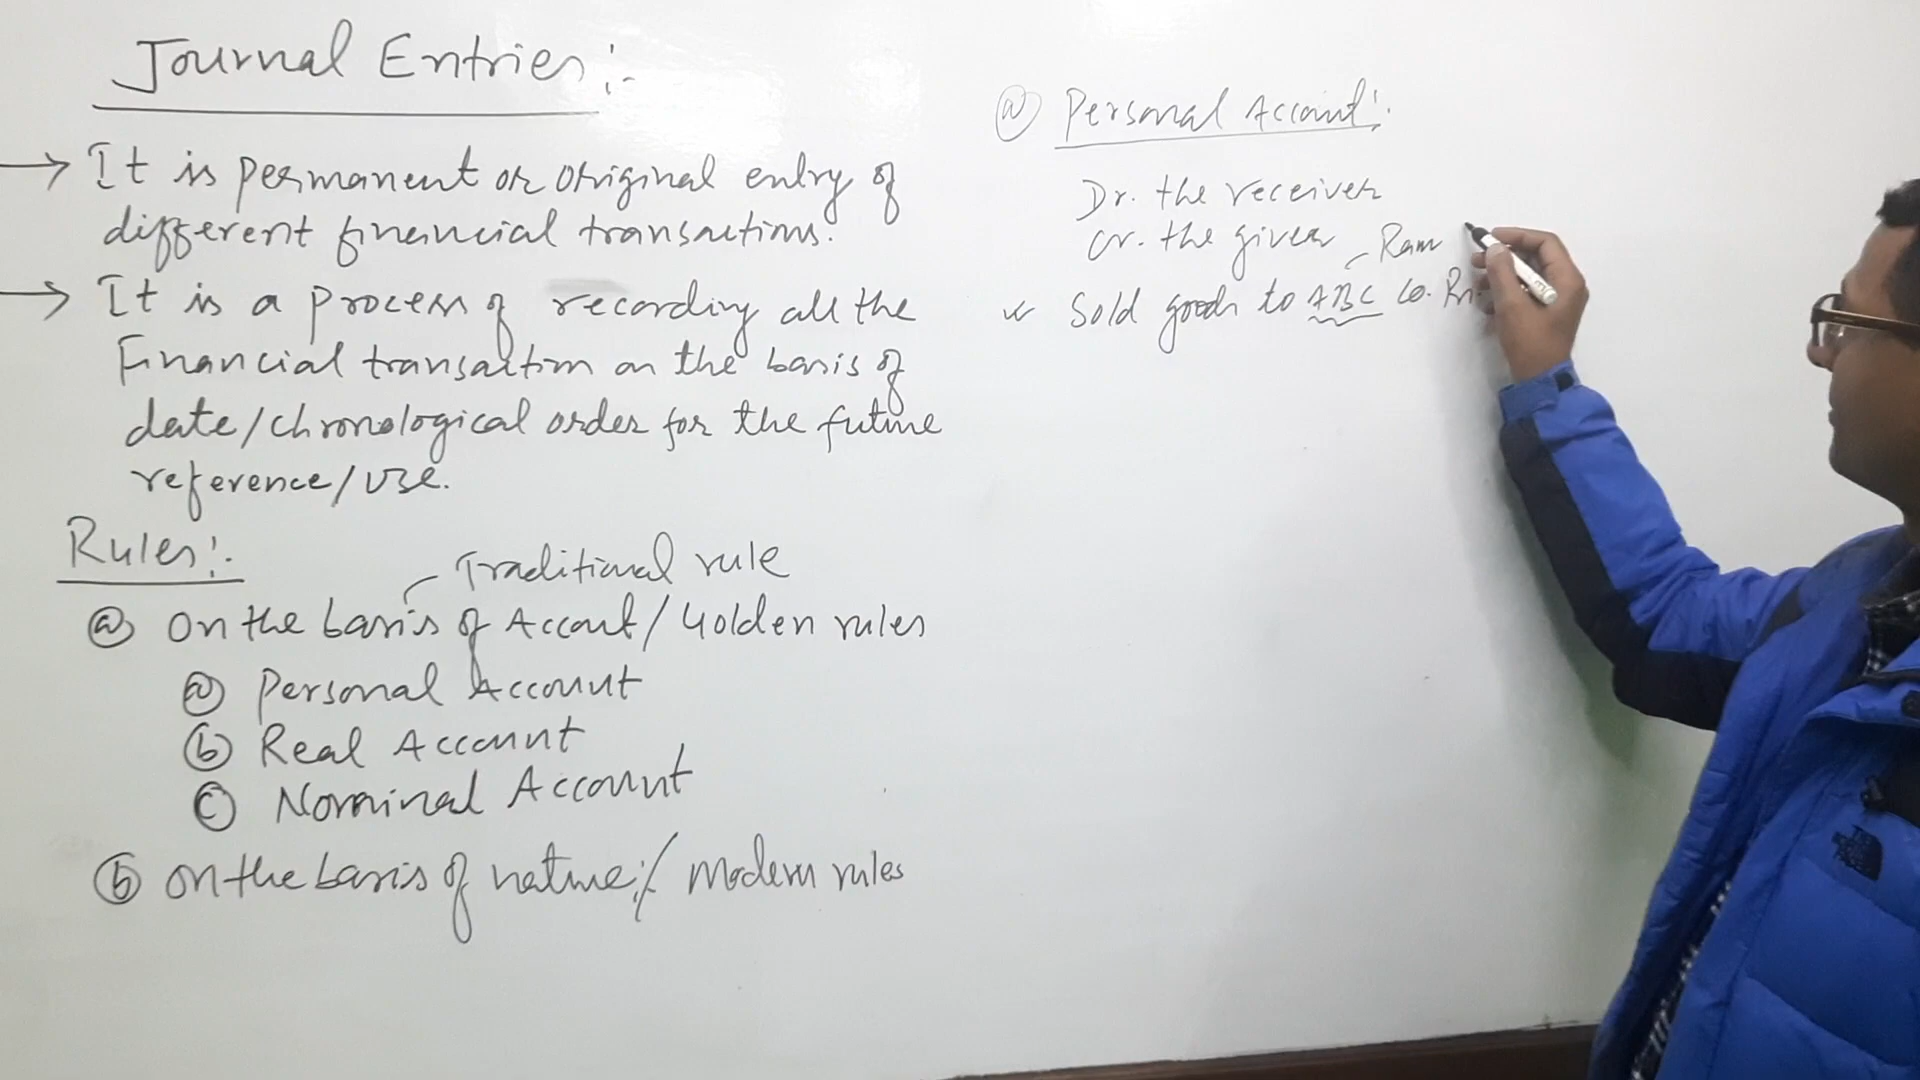 Journal Entries:-
→ It is permanent or original entry of
different financial transactions.
→ It is a process of recording all the
Financial transaction on the basis of
date/chronological order for the future
reference/use.
Rules:-
Traditional rule
ⓐ on the basis of Account/Golden rules
ⓐ Personal Account
ⓑ Real Account
ⓒ Nominal Account
ⓑ on the basis of nature:/ modern rules
ⓐ Personal Account:-
Dr. the receiver
Cr. the giver
Ram
Sold goods to ABC Co.